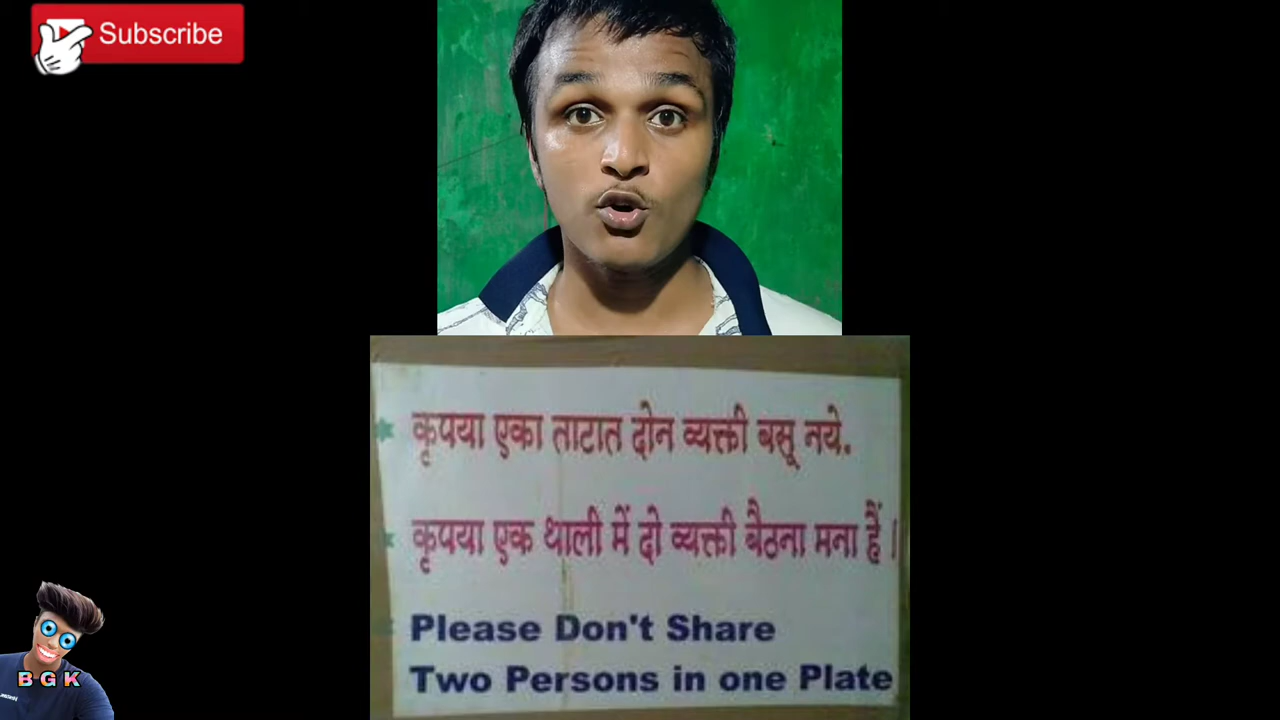 Subscribe
कृपया एका ताटात दोन व्यक्ती बसू नये.
कृपया एक थाली में दो व्यक्ती बैठना मना हैं।
Please Don't Share
Two Persons in one Plate
BGK